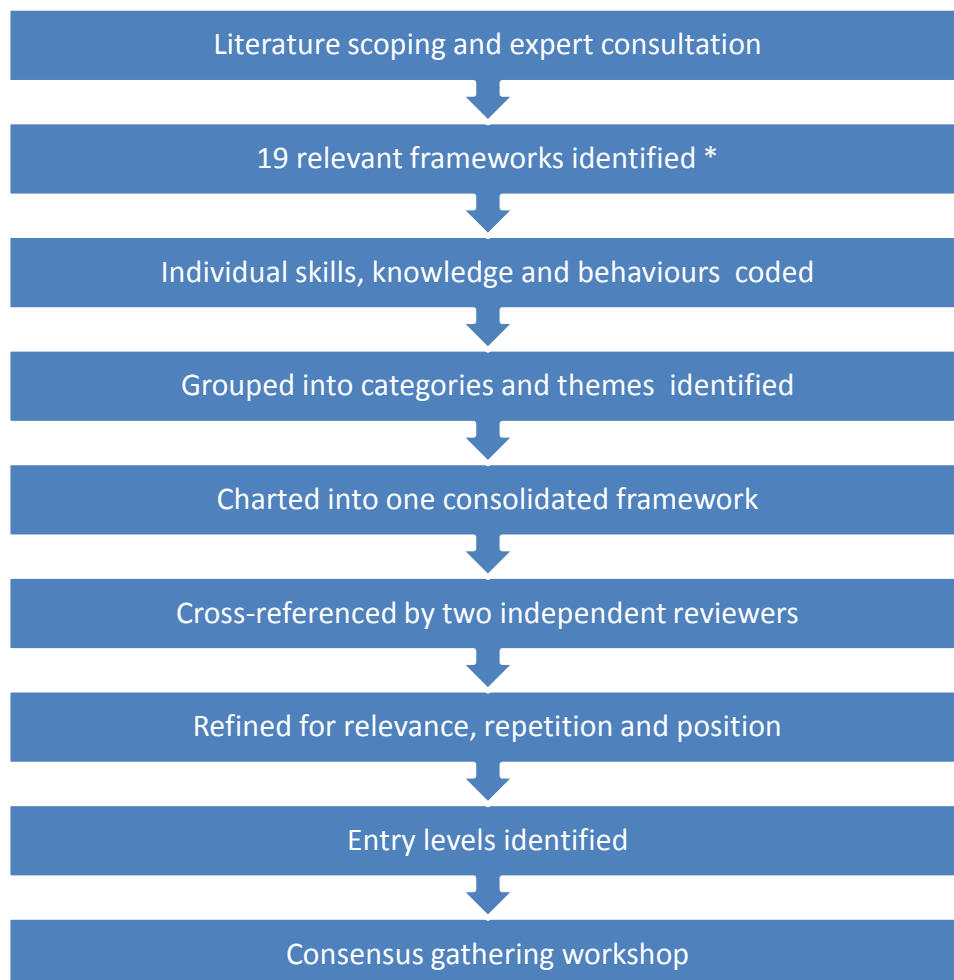 Literature scoping and expert consultation
19 relevant frameworks identified *
Individual skills, knowledge and behaviours  coded
Grouped into categories and themes  identified
Charted into one consolidated framework
Cross-referenced by two independent reviewers
Refined for relevance, repetition and position
Entry levels identified
Consensus gathering workshop